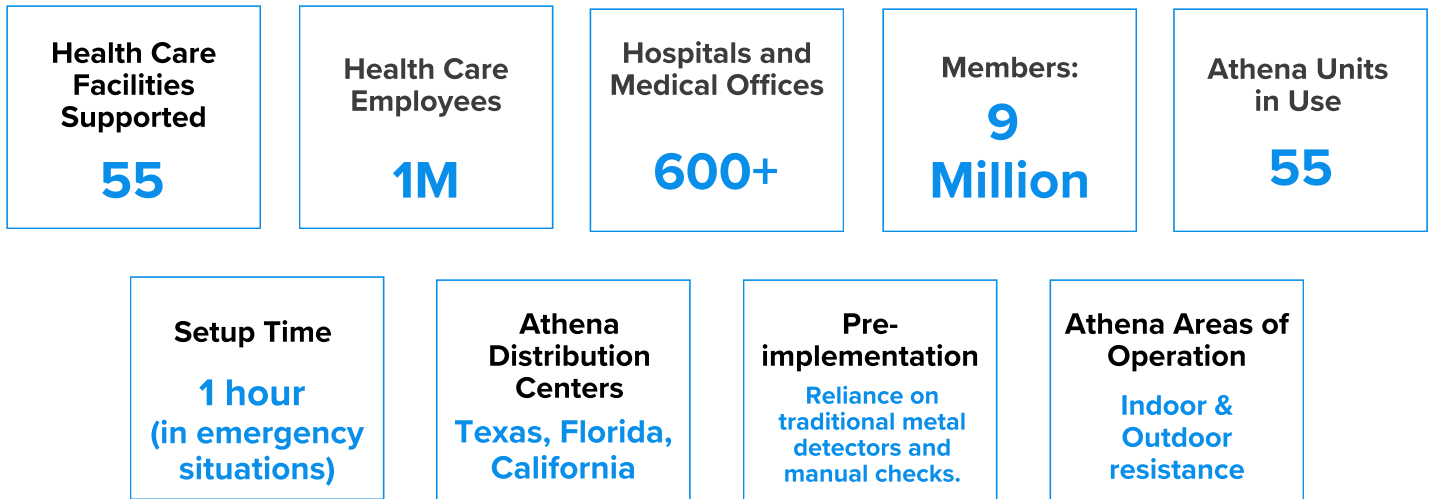 Health Care
Facilities
Supported
55
Health Care
Employees
1M
Hospitals and
Medical Offices
600+
Members:
9
Million
Athena Units
in Use
55
Setup Time
1 hour
(in emergency
situations)
Athena
Distribution
Centers
Texas, Florida,
California
Pre-
implementation
Reliance on
traditional metal
detectors and
manual checks.
Athena Areas of
Operation
Indoor &
Outdoor
resistance